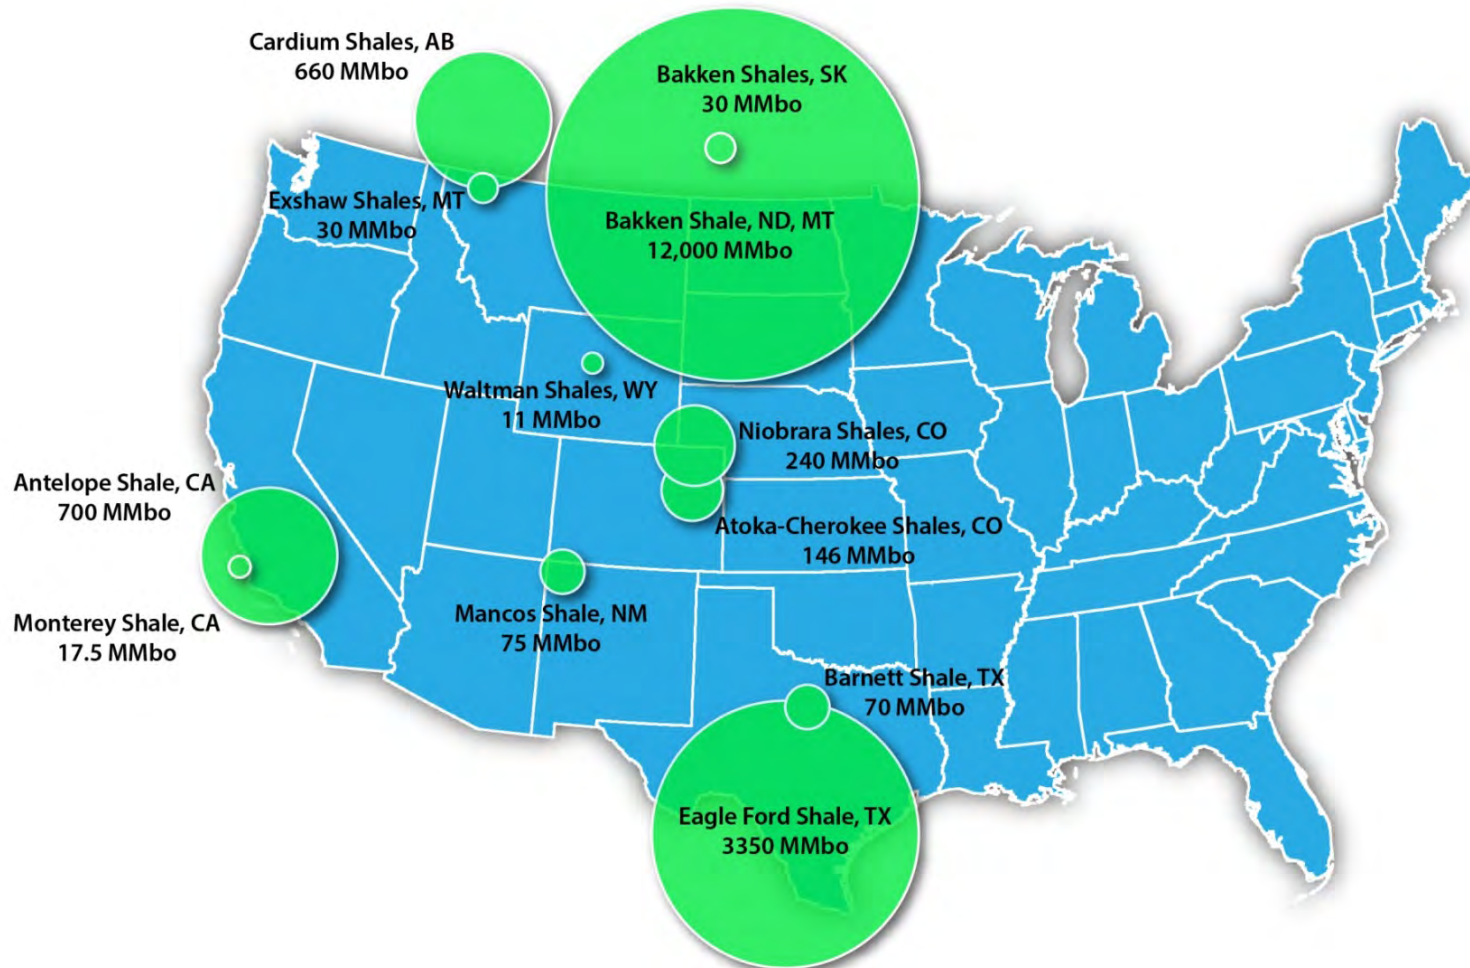 Cardium Shales, AB
660 MMbo
Bakken Shales, SK
30 MMbo
Exshaw Shales, MT
30 MMbo
Bakken Shale, ND, MT
12,000 MMbo
Waltman Shales, WY
11 MMbo
Niobrara Shales, CO
240 MMbo
Antelope Shale, CA
700 MMbo
Atoka-Cherokee Shales, CO
146 MMbo
Monterey Shale, CA
17.5 MMbo
Mancos Shale, NM
75 MMbo
Barnett Shale, TX
70 MMbo
Eagle Ford Shale, TX
3350 MMbo